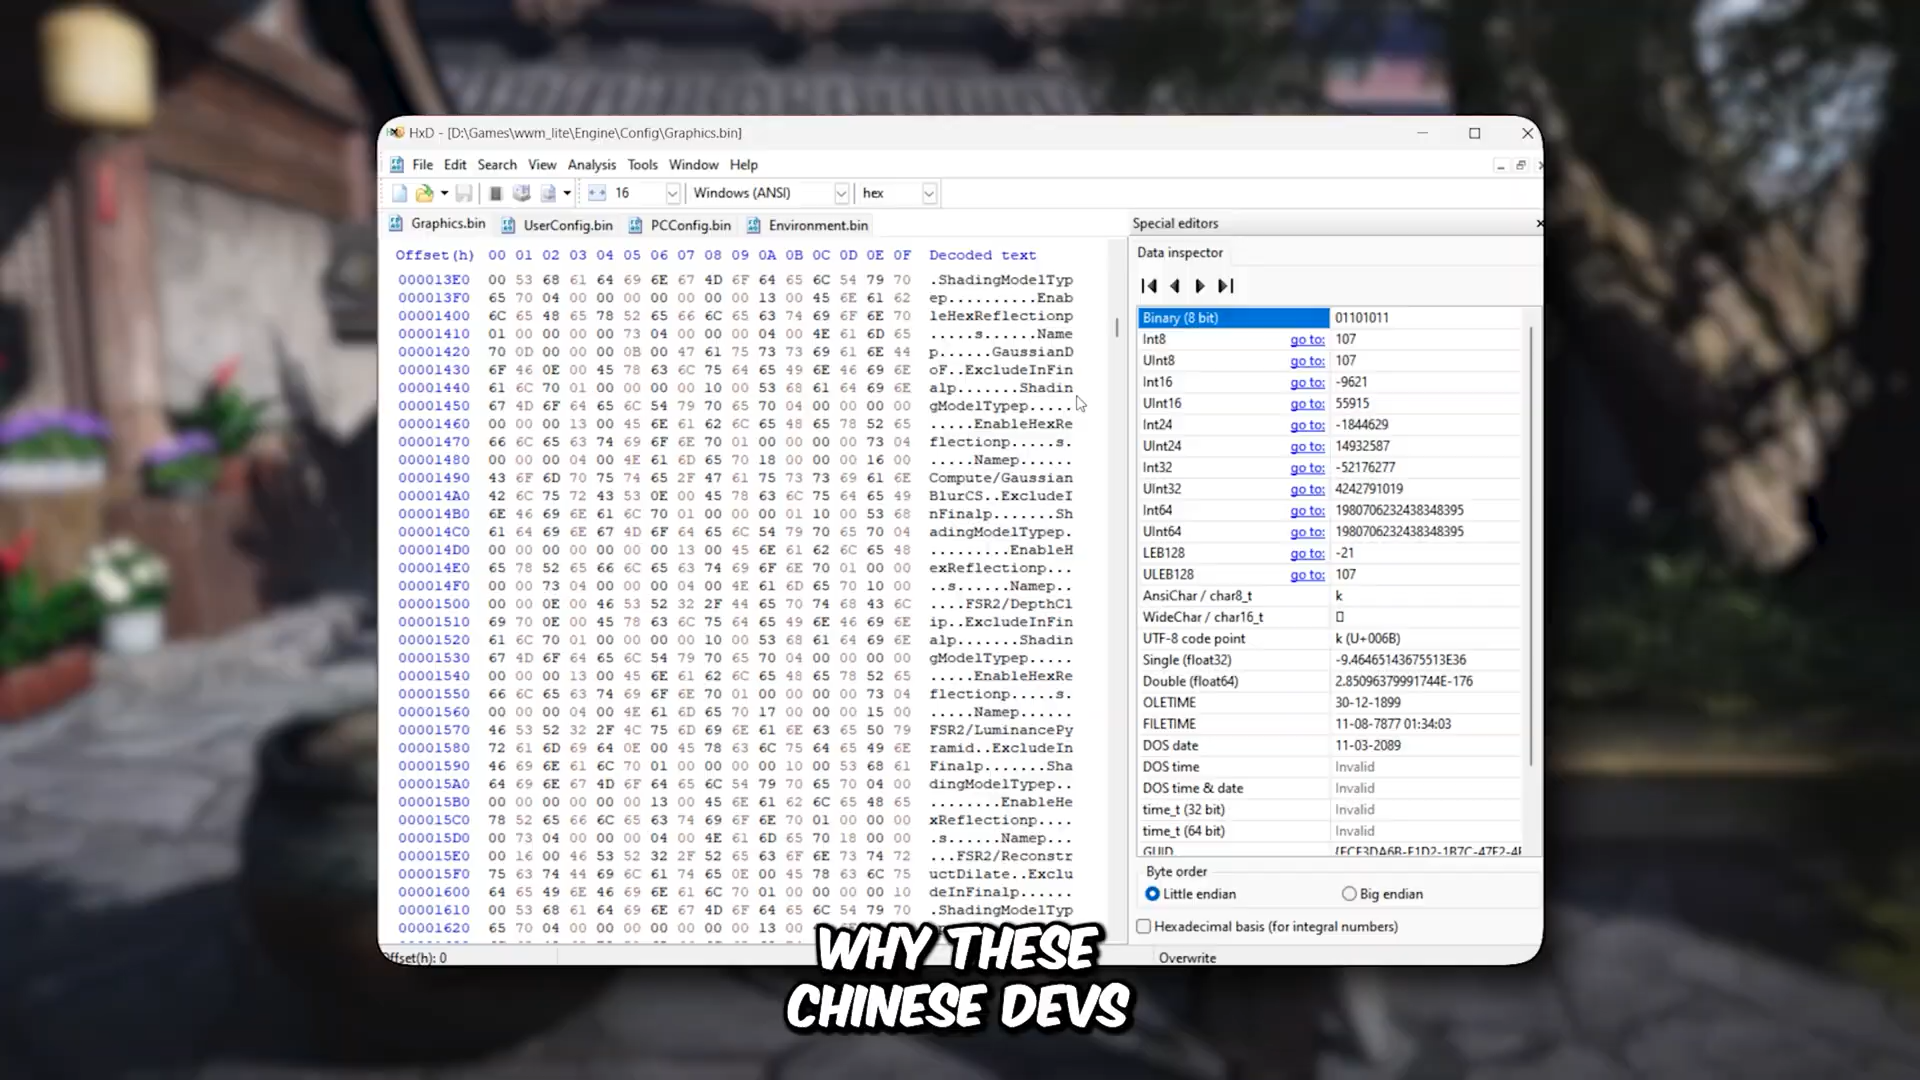 HxD - [D:\Games\wwm_lite\Engine\Config\Graphics.bin]
File Edit Search View Analysis Tools Window Help
16 Windows (ANSI) hex
Graphics.bin UserConfig.bin PCConfig.bin Environment.bin
Offset(h) 00 01 02 03 04 05 06 07 08 09 0A 0B 0C 0D 0E 0F Decoded text
000013E0 00 53 68 61 64 69 6E 67 4D 6F 64 65 6C 54 79 70 .ShadingModelTyp
000013F0 65 70 04 00 00 00 00 00 00 00 13 00 45 6E 61 62 ep..........Enab
00001400 6C 65 48 65 78 52 65 66 6C 65 63 74 69 6F 6E 70 leHexReflectionp
00001410 01 00 00 00 00 73 04 00 00 00 04 00 4E 61 6D 65 .....s......Name
00001420 70 0D 00 00 00 0B 00 47 61 75 73 73 69 61 6E 44 p......GaussianD
00001430 6F 46 0E 00 45 78 63 6C 75 64 65 49 6E 46 69 6E oF..ExcludeInFin
00001440 61 6C 70 01 00 00 00 00 10 00 53 68 61 64 69 6E alp.......Shadin
00001450 67 4D 6F 64 65 6C 54 79 70 65 70 04 00 00 00 00 gModelTypep.....
00001460 00 00 00 13 00 45 6E 61 62 6C 65 48 65 78 52 65 .....EnableHexRe
00001470 66 6C 65 63 74 69 6F 6E 70 01 00 00 00 00 73 04 flectionp.....s.
00001480 00 00 00 04 00 4E 61 6D 65 70 18 00 00 00 16 00 .....Namep......
00001490 43 6F 6D 70 75 74 65 2F 47 61 75 73 73 69 61 6E Compute/Gaussian
000014A0 42 6C 75 72 43 53 0E 00 45 78 63 6C 75 64 65 49 BlurCS..ExcludeI
000014B0 6E 46 69 6E 61 6C 70 01 00 00 00 01 10 00 53 68 nFinalp.......Sh
000014C0 61 64 69 6E 67 4D 6F 64 65 6C 54 79 70 65 70 04 adingModelTypep.
000014D0 00 00 00 00 00 00 00 13 00 45 6E 61 62 6C 65 48 .........EnableH
000014E0 65 78 52 65 66 6C 65 63 74 69 6F 6E 70 01 00 00 exReflectionp...
000014F0 00 00 73 04 00 00 00 04 00 4E 61 6D 65 70 10 00 ..s......Namep..
00001500 00 00 0E 00 46 53 52 32 2F 44 65 70 74 68 43 6C ....FSR2/DepthCl
00001510 69 70 0E 00 45 78 63 6C 75 64 65 49 6E 46 69 6E ip..ExcludeInFin
00001520 61 6C 70 01 00 00 00 00 10 00 53 68 61 64 69 6E alp.......Shadin
00001530 67 4D 6F 64 65 6C 54 79 70 65 70 04 00 00 00 00 gModelTypep.....
00001540 00 00 00 13 00 45 6E 61 62 6C 65 48 65 78 52 65 .....EnableHexRe
00001550 66 6C 65 63 74 69 6F 6E 70 01 00 00 00 00 73 04 flectionp.....s.
00001560 00 00 00 04 00 4E 61 6D 65 70 17 00 00 00 15 00 .....Namep......
00001570 46 53 52 32 2F 4C 75 6D 69 6E 61 6E 63 65 50 79 FSR2/LuminancePy
00001580 72 61 6D 69 64 0E 00 45 78 63 6C 75 64 65 49 6E ramid..ExcludeIn
00001590 46 69 6E 61 6C 70 01 00 00 00 00 10 00 53 68 61 Finalp.......Sha
000015A0 64 69 6E 67 4D 6F 64 65 6C 54 79 70 65 70 04 00 dingModelTypep..
000015B0 00 00 00 00 00 00 13 00 45 6E 61 62 6C 65 48 65 ........EnableHe
000015C0 78 52 65 66 6C 65 63 74 69 6F 6E 70 01 00 00 00 xReflectionp....
000015D0 00 73 04 00 00 00 04 00 4E 61 6D 65 70 18 00 00 .s......Namep...
000015E0 00 16 00 46 53 52 32 2F 52 65 63 6F 6E 73 74 72 ...FSR2/Reconstr
000015F0 75 63 74 44 69 6C 61 74 65 0E 00 45 78 63 6C 75 uctDilate..Exclu
00001600 64 65 49 6E 46 69 6E 61 6C 70 01 00 00 00 00 10 deInFinalp......
00001610 00 53 68 61 64 69 6E 67 4D 6F 64 65 6C 54 79 70 .ShadingModelTyp
00001620 65 70 04 00 00 00 00 00 00 00 13 00
Offset(h): 0 Overwrite
Special editors
Data inspector
Binary (8 bit) 01101011
Int8 go to: 107
UInt8 go to: 107
Int16 go to: -9621
UInt16 go to: 55915
Int24 go to: -1844629
UInt24 go to: 14932587
Int32 go to: -52176277
UInt32 go to: 4242791019
Int64 go to: 1980706232438348395
UInt64 go to: 1980706232438348395
LEB128 go to: -21
ULEB128 go to: 107
AnsiChar / char8_t k
WideChar / char16_t
UTF-8 code point k (U+006B)
Single (float32) -9.46465143675513E36
Double (float64) 2.85096379991744E-176
OLETIME 30-12-1899
FILETIME 11-08-7877 01:34:03
DOS date 11-03-2089
DOS time Invalid
DOS time & date Invalid
time_t (32 bit) Invalid
time_t (64 bit) Invalid
GUID
Byte order
Little endian Big endian
Hexadecimal basis (for integral numbers)
WHY THESE
CHINESE DEVS